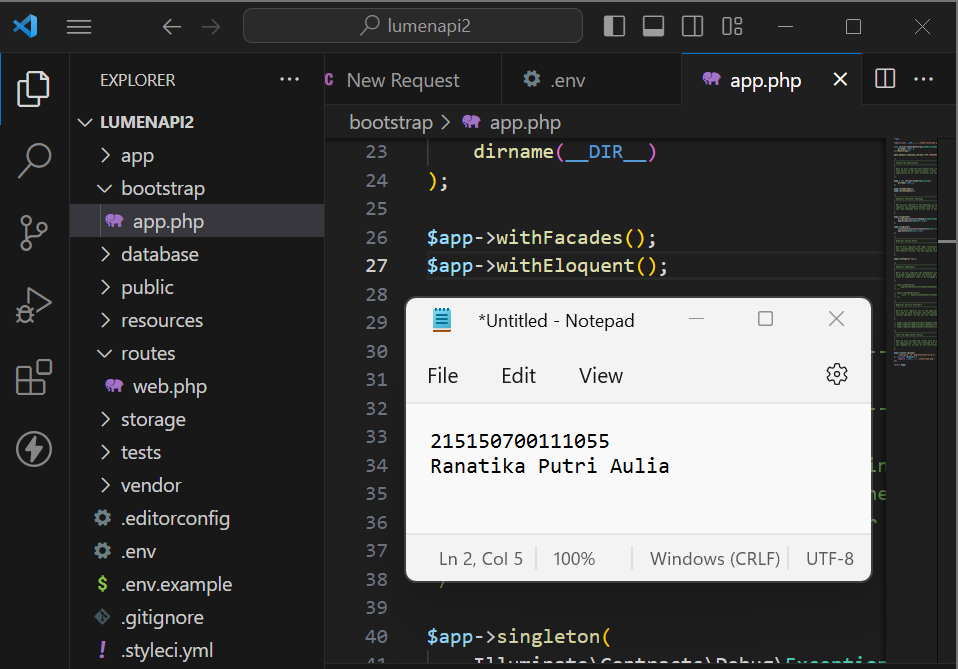 lumenapi2
EXPLORER
LUMENAPI2
app
bootstrap
app.php
database
public
resources
routes
web.php
storage
tests
vendor
.editorconfig
.env
$ .env.example
.gitignore
! .styleci.yml
New Request
.env
app.php
bootstrap > app.php
23 dirname(__DIR__)
24 );
25
26 $app->withFacades();
27 $app->withEloquent();
28
29
30
31
32
33
34
35
36
37
38
39
40 $app->singleton(
41 Illuminate\Contracts\Debug\Exception
*Untitled - Notepad
File Edit View
215150700111055
Ranatika Putri Aulia
Ln 2, Col 5 100% Windows (CRLF) UTF-8